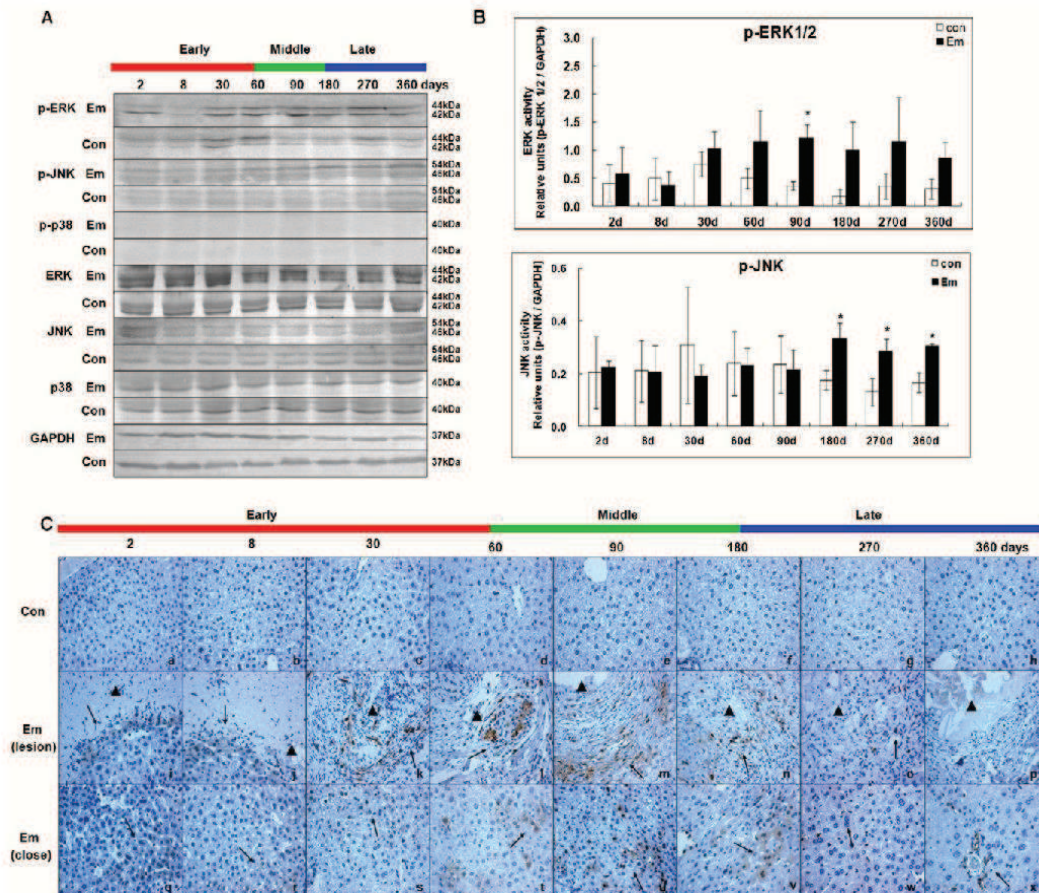 A
Early Middle Late
2 8 30 60 90 180 270 360 days
p-ERK Em 44kDa
42kDa
Con 44kDa
42kDa
p-JNK Em 54kDa
46kDa
Con 54kDa
46kDa
p-p38 Em 40kDa
Con 40kDa
ERK Em 44kDa
42kDa
Con 44kDa
42kDa
JNK Em 54kDa
46kDa
Con 54kDa
46kDa
p38 Em 40kDa
Con 40kDa
GAPDH Em 37kDa
Con 37kDa
B
p-ERK1/2
con
Em
ERK activity
Relative units (p-ERK 1/2 / GAPDH)
3.0
2.5
2.0
1.5
1.0
0.5
0.0
*
2d 8d 30d 60d 90d 180d 270d 360d
p-JNK
con
Em
JNK activity
Relative units (p-JNK / GAPDH)
0.6
0.4
0.2
0
* * *
2d 8d 30d 60d 90d 180d 270d 360d
C
Early Middle Late
2 8 30 60 90 180 270 360 days
Con
a b c d e f g h
Em
(lesion)
i j k l m n o p
Em
(close)
q r s t u v w x